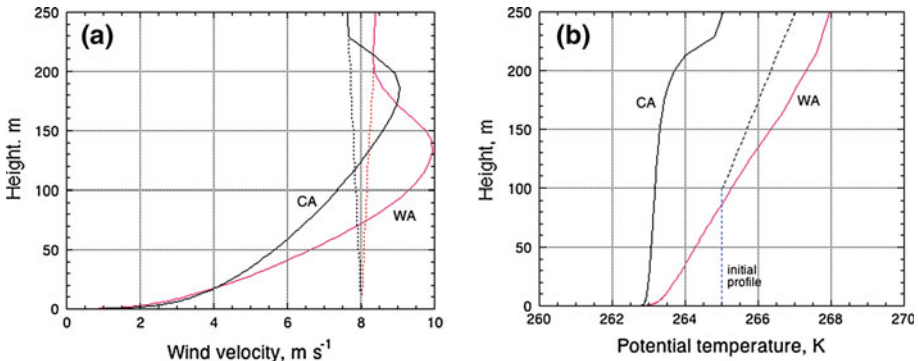 (a)
(b)
250
200
150
100
50
0
Height. m
CA
WA
0
2
4
6
8
10
Wind velocity, m s⁻¹
250
200
150
100
50
0
Height, m
CA
WA
initial
profile
260
262
264
266
268
270
Potential temperature, K